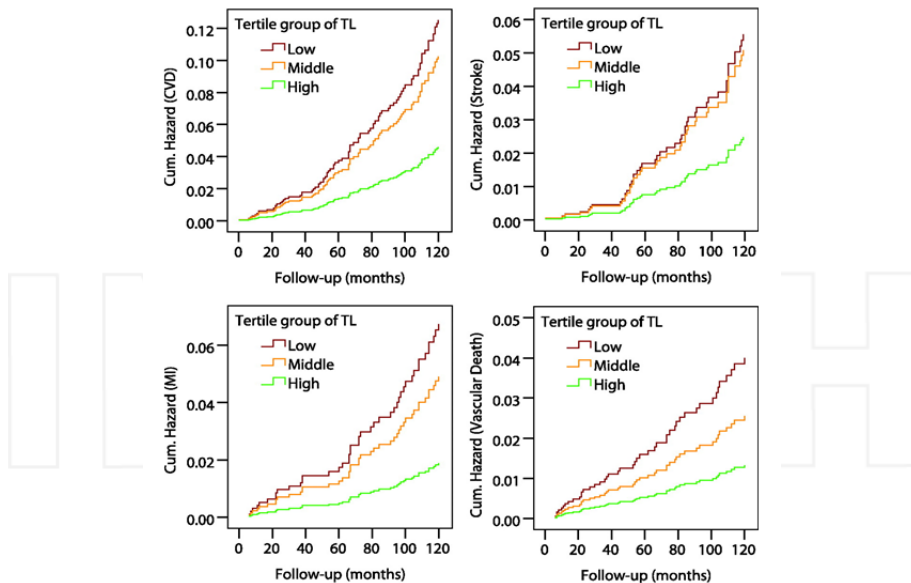 Tertile group of TL
Low
Middle
High
Cum. Hazard (CVD)
0.12
0.10
0.08
0.06
0.04
0.02
0.00
0 20 40 60 80 100 120
Follow-up (months)
Tertile group of TL
Low
Middle
High
Cum. Hazard (Stroke)
0.06
0.05
0.04
0.03
0.02
0.01
0.00
0 20 40 60 80 100 120
Follow-up (months)
Tertile group of TL
Low
Middle
High
Cum. Hazard (MI)
0.06
0.04
0.02
0.00
0 20 40 60 80 100 120
Follow-up (months)
Tertile group of TL
Low
Middle
High
Cum. Hazard (Vascular Death)
0.05
0.04
0.03
0.02
0.01
0.00
0 20 40 60 80 100 120
Follow-up (months)